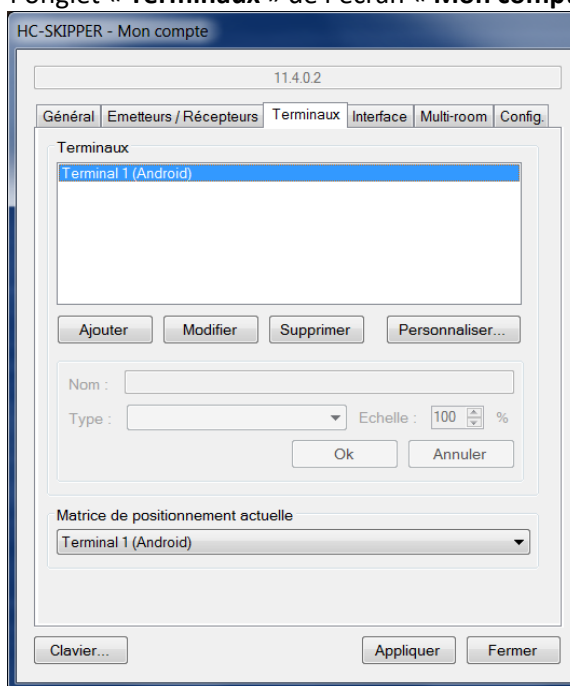 l'onglet « Terminaux » de l'écran « Mon comp
HC-SKIPPER - Mon compte
11.4.0.2
Général Emetteurs / Récepteurs Terminaux Interface Multi-room Config.
Terminaux
Terminal 1 (Android)
Ajouter Modifier Supprimer Personnaliser...
Nom :
Type : Echelle : 100 %
Ok Annuler
Matrice de positionnement actuelle
Terminal 1 (Android)
Clavier... Appliquer Fermer